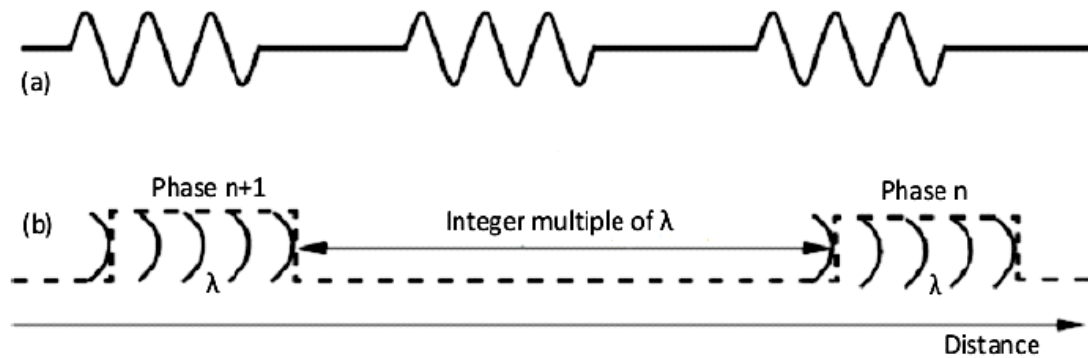 (a)
Phase n+1
Phase n
(b)
Integer multiple of λ
λ
λ
Distance